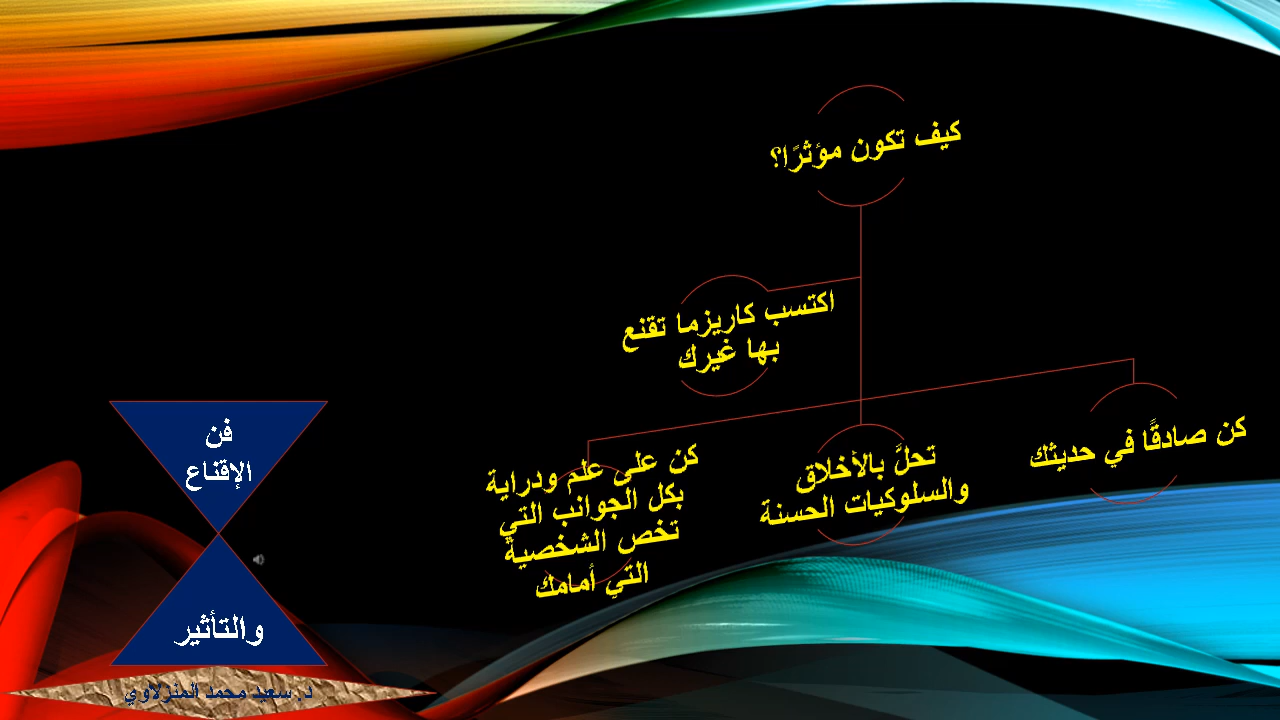 كيف تكون مؤثرًا؟
اكتسب كاريزما تقنع
بها غيرك
كن صادقًا في حديثك
تحلَّ بالأخلاق
والسلوكيات الحسنة
كن على علم ودراية
بكل الجوانب التي
تخص الشخصية
التي أمامك
فن
الإقناع
والتأثير
د. سعيد محمد المنزلاوي